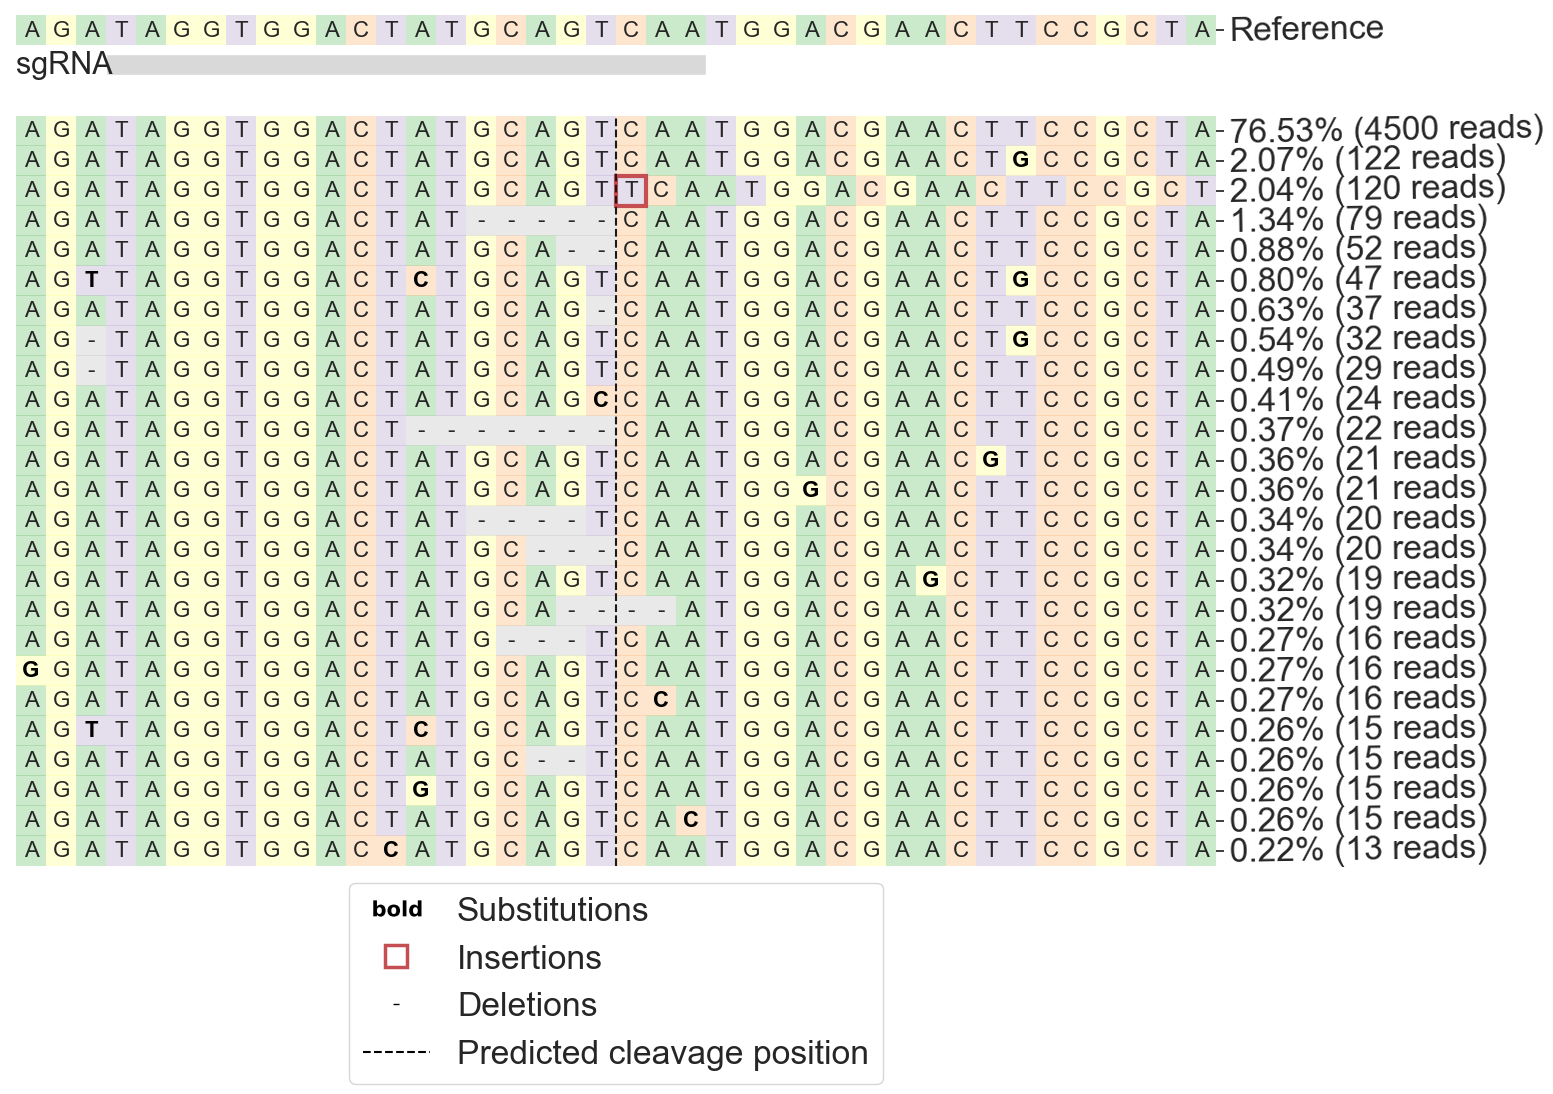 A G A T A G G T G G A C T A T G C A G T C A A T G G A C G A A C T T C C G C T A Reference
sgRNA
A G A T A G G T G G A C T A T G C A G T C A A T G G A C G A A C T T C C G C T A 76.53% (4500 reads)
A G A T A G G T G G A C T A T G C A G T C A A T G G A C G A A C T G C C G C T A 2.07% (122 reads)
A G A T A G G T G G A C T A T G C A G T T C A A T G G A C G A A C T T C C G C T 2.04% (120 reads)
A G A T A G G T G G A C T A T - - - - - C A A T G G A C G A A C T T C C G C T A 1.34% (79 reads)
A G A T A G G T G G A C T A T G C A - - C A A T G G A C G A A C T T C C G C T A 0.88% (52 reads)
A G T T A G G T G G A C T C T G C A G T C A A T G G A C G A A C T G C C G C T A 0.80% (47 reads)
A G A T A G G T G G A C T A T G C A G - C A A T G G A C G A A C T T C C G C T A 0.63% (37 reads)
A G - T A G G T G G A C T A T G C A G T C A A T G G A C G A A C T G C C G C T A 0.54% (32 reads)
A G - T A G G T G G A C T A T G C A G T C A A T G G A C G A A C T T C C G C T A 0.49% (29 reads)
A G A T A G G T G G A C T A T G C A G C C A A T G G A C G A A C T T C C G C T A 0.41% (24 reads)
A G A T A G G T G G A C T - - - - - - - C A A T G G A C G A A C T T C C G C T A 0.37% (22 reads)
A G A T A G G T G G A C T A T G C A G T C A A T G G A C G A A C G T C C G C T A 0.36% (21 reads)
A G A T A G G T G G A C T A T G C A G T C A A T G G G C G A A C T T C C G C T A 0.36% (21 reads)
A G A T A G G T G G A C T A T - - - - T C A A T G G A C G A A C T T C C G C T A 0.34% (20 reads)
A G A T A G G T G G A C T A T G C - - - C A A T G G A C G A A C T T C C G C T A 0.34% (20 reads)
A G A T A G G T G G A C T A T G C A G T C A A T G G A C G A G C T T C C G C T A 0.32% (19 reads)
A G A T A G G T G G A C T A T G C A - - - - A T G G A C G A A C T T C C G C T A 0.32% (19 reads)
A G A T A G G T G G A C T A T G - - - T C A A T G G A C G A A C T T C C G C T A 0.27% (16 reads)
G G A T A G G T G G A C T A T G C A G T C A A T G G A C G A A C T T C C G C T A 0.27% (16 reads)
A G A T A G G T G G A C T A T G C A G T C C A T G G A C G A A C T T C C G C T A 0.27% (16 reads)
A G T T A G G T G G A C T C T G C A G T C A A T G G A C G A A C T T C C G C T A 0.26% (15 reads)
A G A T A G G T G G A C T A T G C - - T C A A T G G A C G A A C T T C C G C T A 0.26% (15 reads)
A G A T A G G T G G A C T G T G C A G T C A A T G G A C G A A C T T C C G C T A 0.26% (15 reads)
A G A T A G G T G G A C T A T G C A G T C A C T G G A C G A A C T T C C G C T A 0.26% (15 reads)
A G A T A G G T G G A C C A T G C A G T C A A T G G A C G A A C T T C C G C T A 0.22% (13 reads)
bold Substitutions
Insertions
- Deletions
Predicted cleavage position